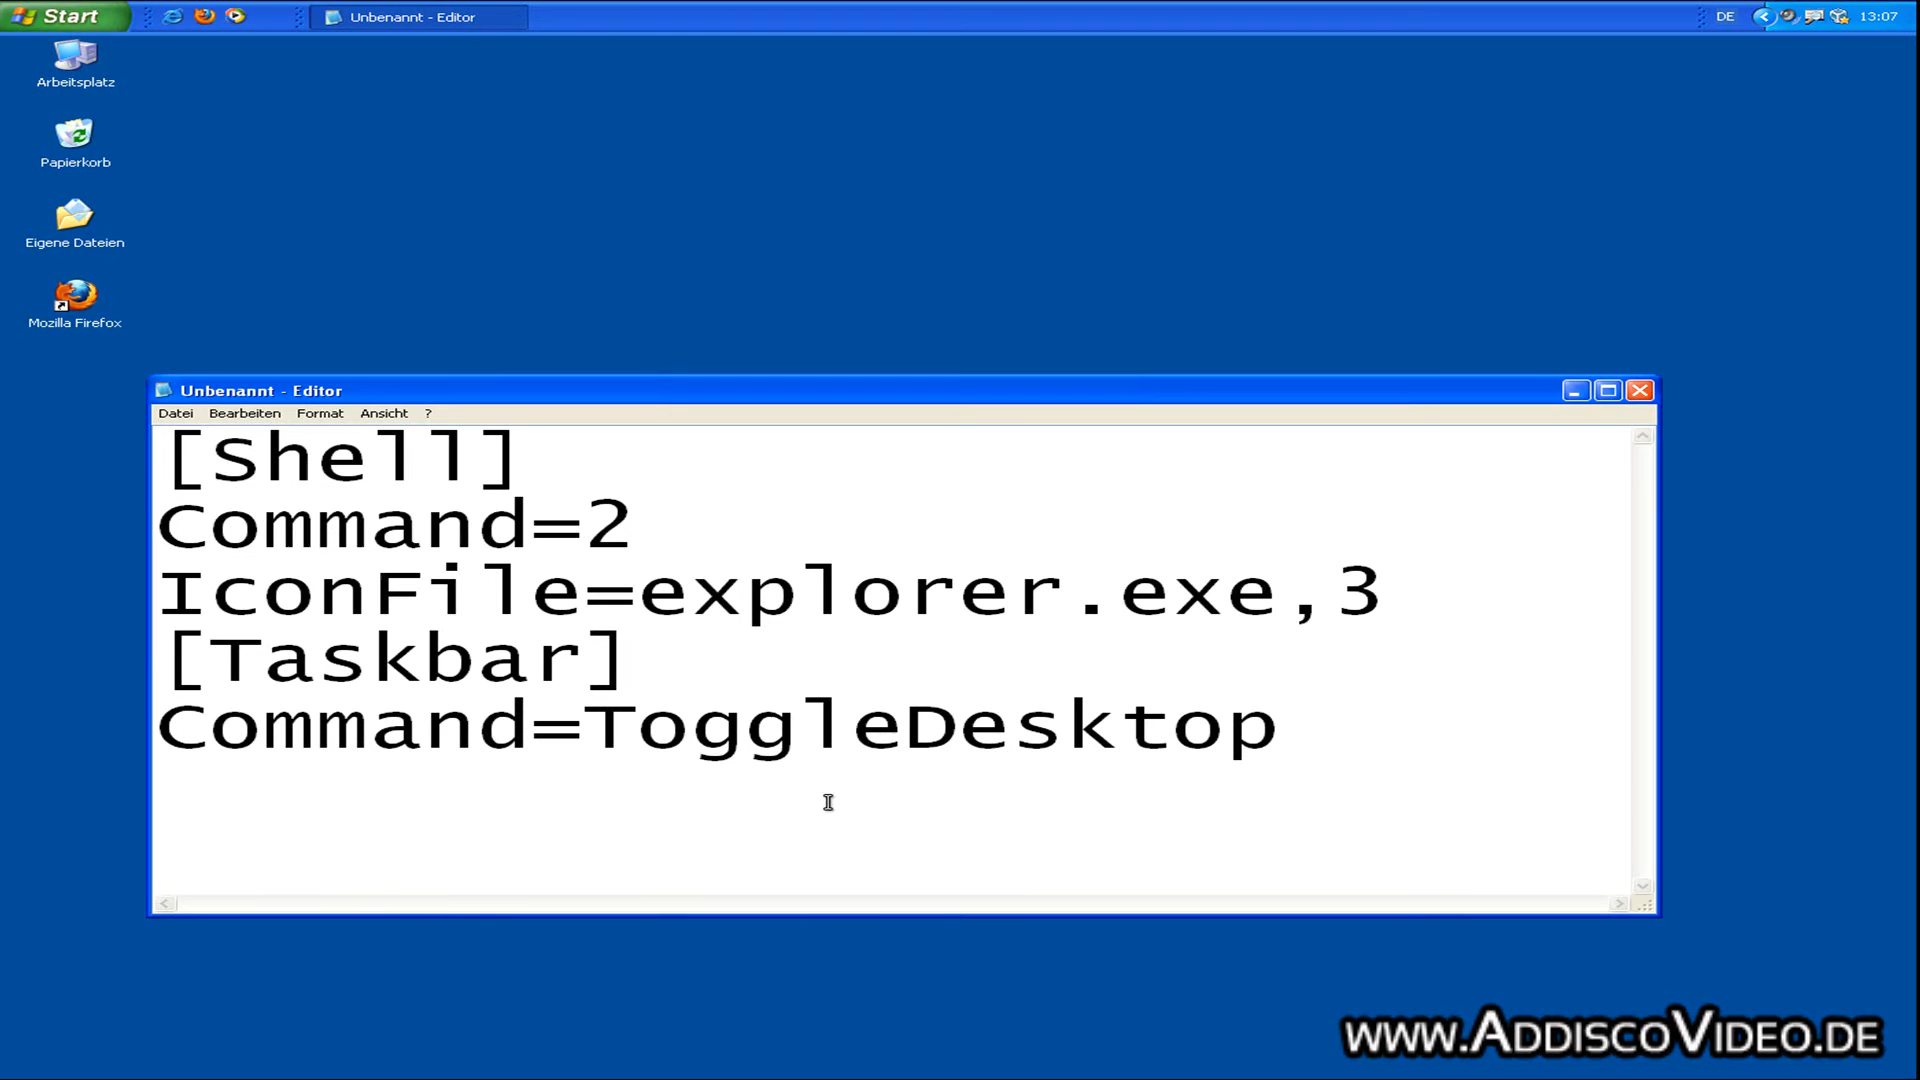 Start
Unbenannt - Editor
DE
13:07
Arbeitsplatz
Papierkorb
Eigene Dateien
Mozilla Firefox
Unbenannt - Editor
Datei Bearbeiten Format Ansicht ?
[Shell]
Command=2
IconFile=explorer.exe,3
[Taskbar]
Command=ToggleDesktop
WWW.ADDISCOVIDEO.DE